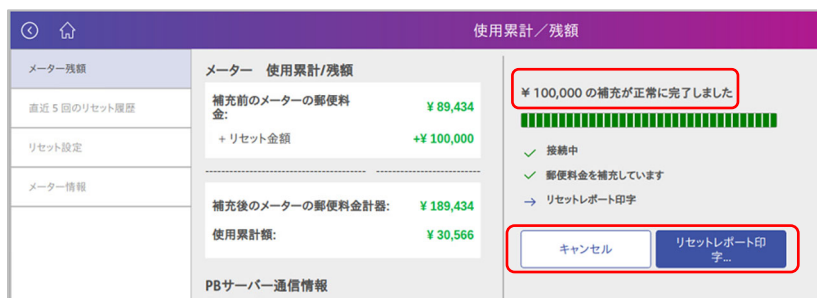 使用累計／残額
メーター残額
直近 5 回のリセット履歴
リセット設定
メーター情報
メーター　使用累計/残額
補充前のメーターの郵便料
金:
¥ 89,434
+ リセット金額
+¥ 100,000
補充後のメーターの郵便料金計器:
¥ 189,434
使用累計額:
¥ 30,566
PBサーバー通信情報
¥ 100,000 の補充が正常に完了しました
接続中
郵便料金を補充しています
リセットレポート印字
キャンセル
リセットレポート印
字...